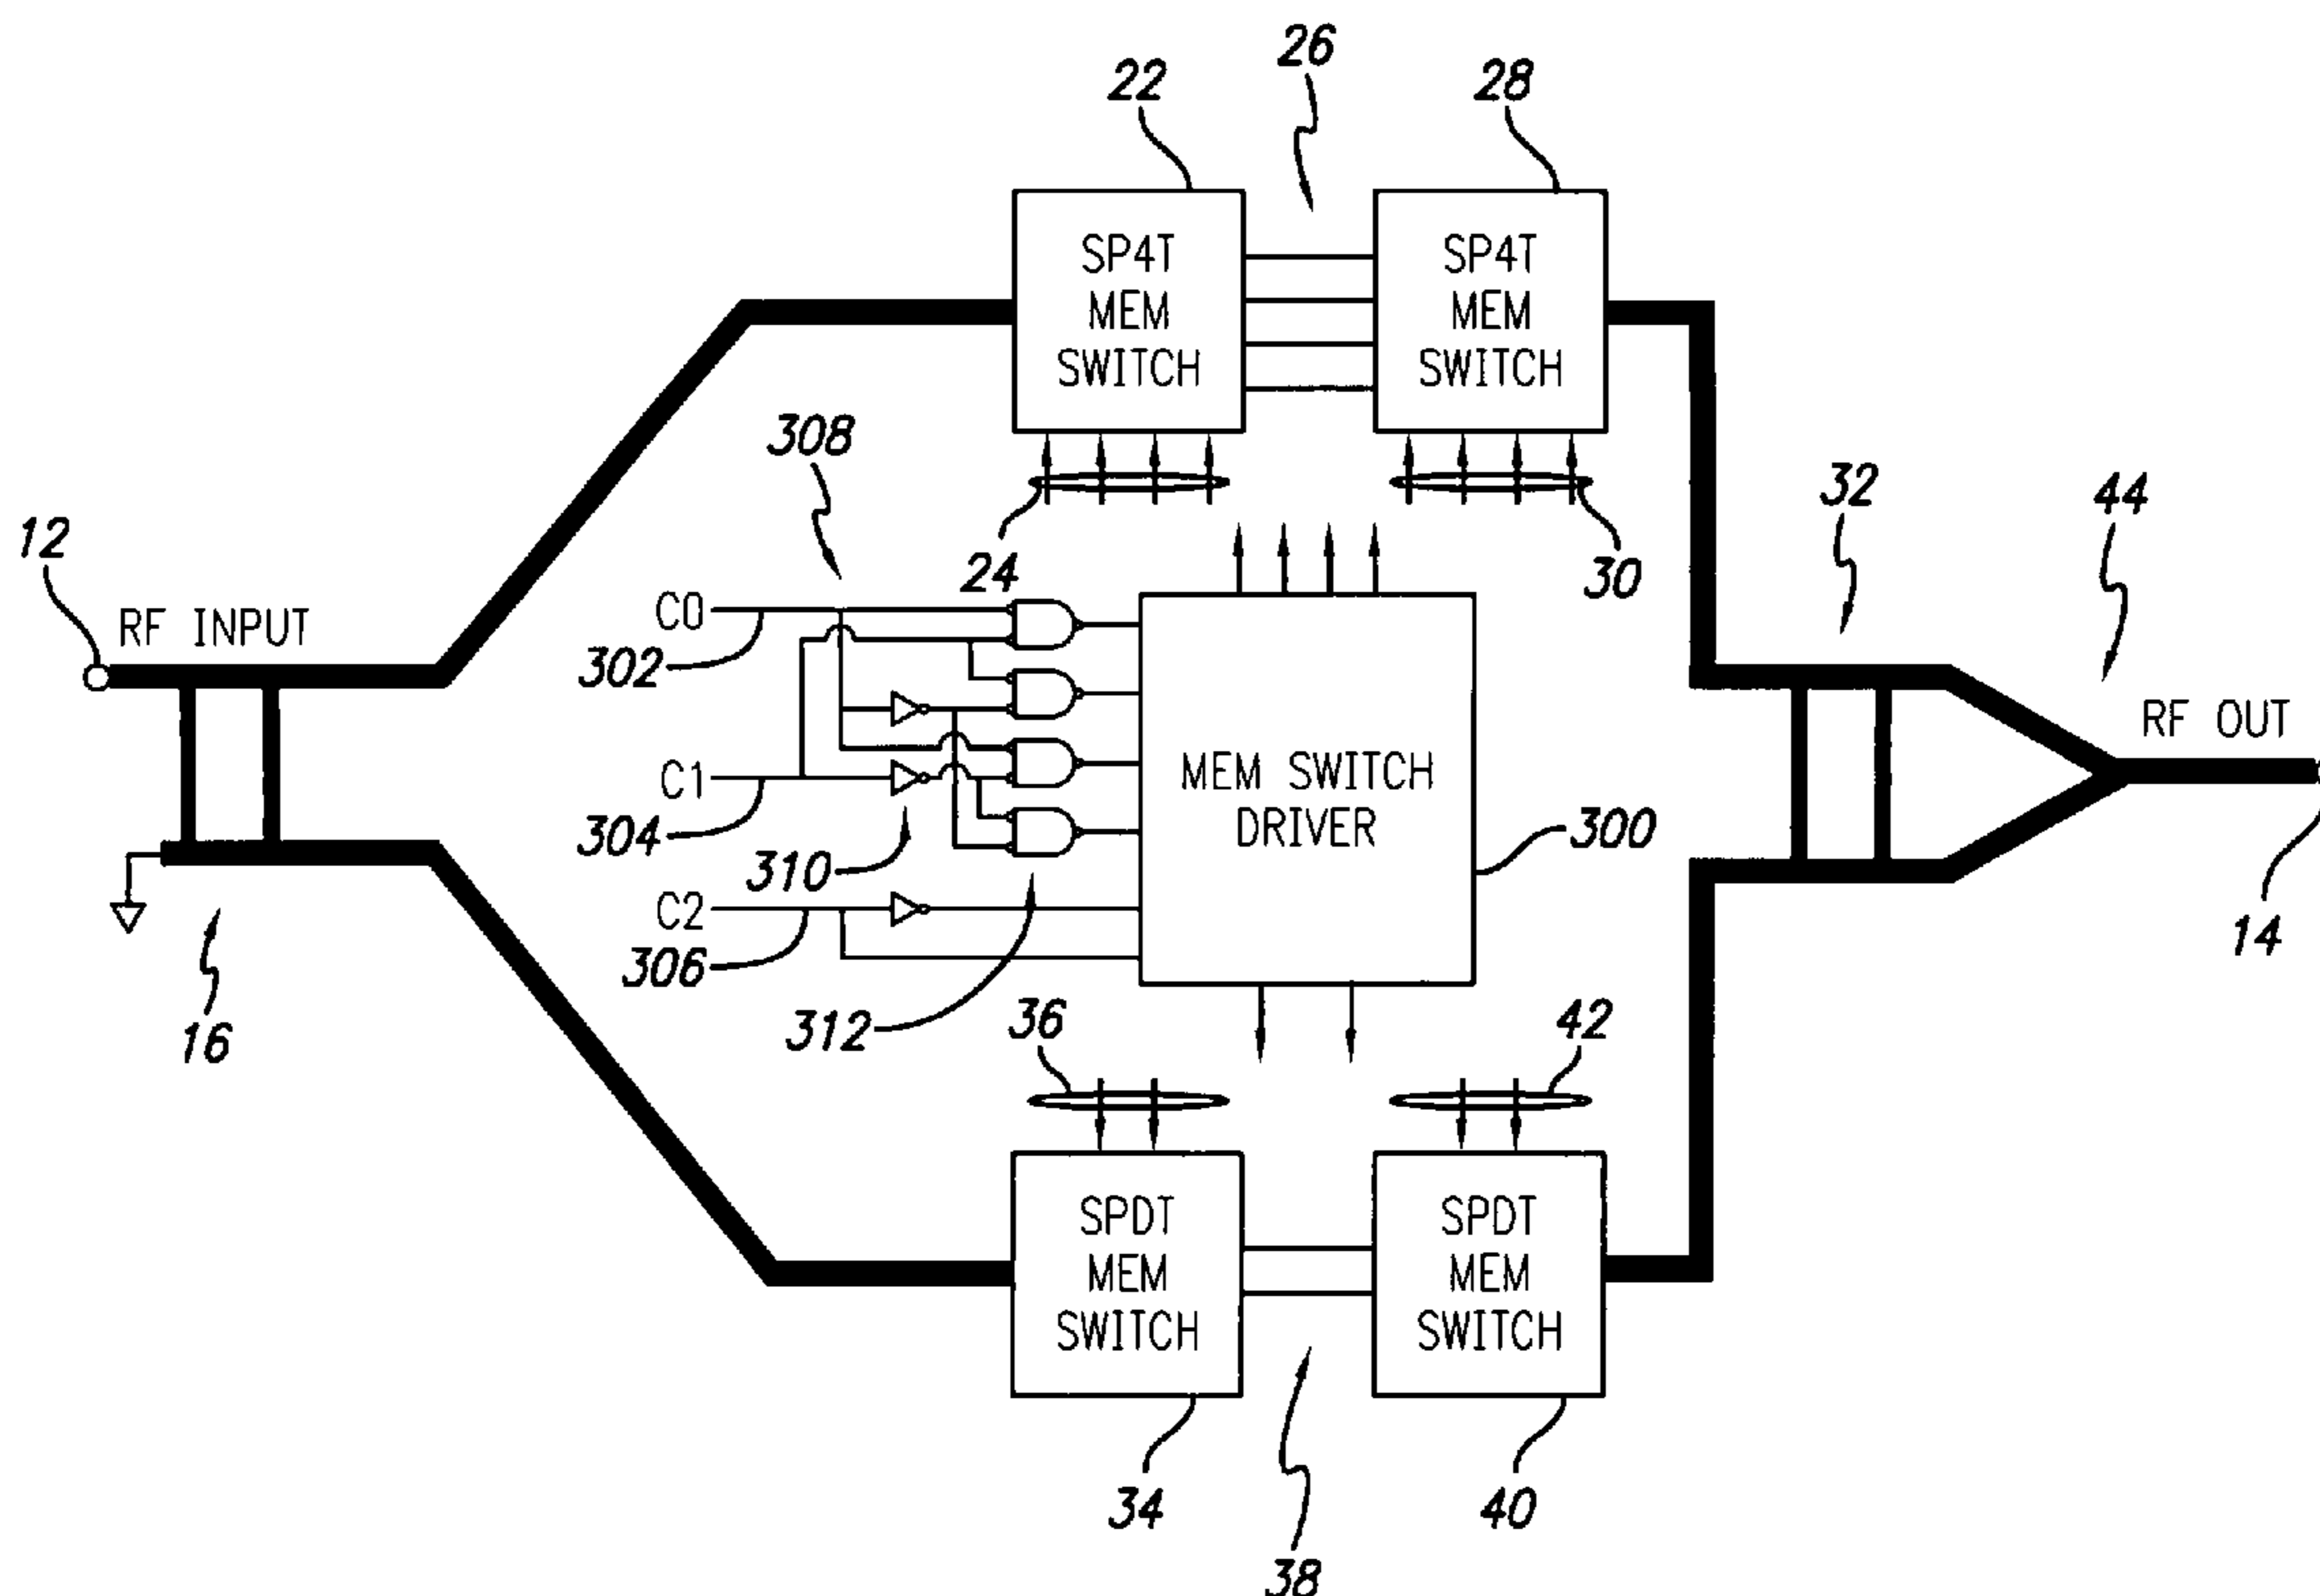 26
22
28
SP4T
MEM
SWITCH
SP4T
MEM
SWITCH
308
32
44
12
24
30
RF INPUT
C0
302
RF OUT
C1
MEM SWITCH
DRIVER
304
300
310
C2
14
306
16
312
36
42
SPDT
MEM
SWITCH
SPDT
MEM
SWITCH
34
40
38